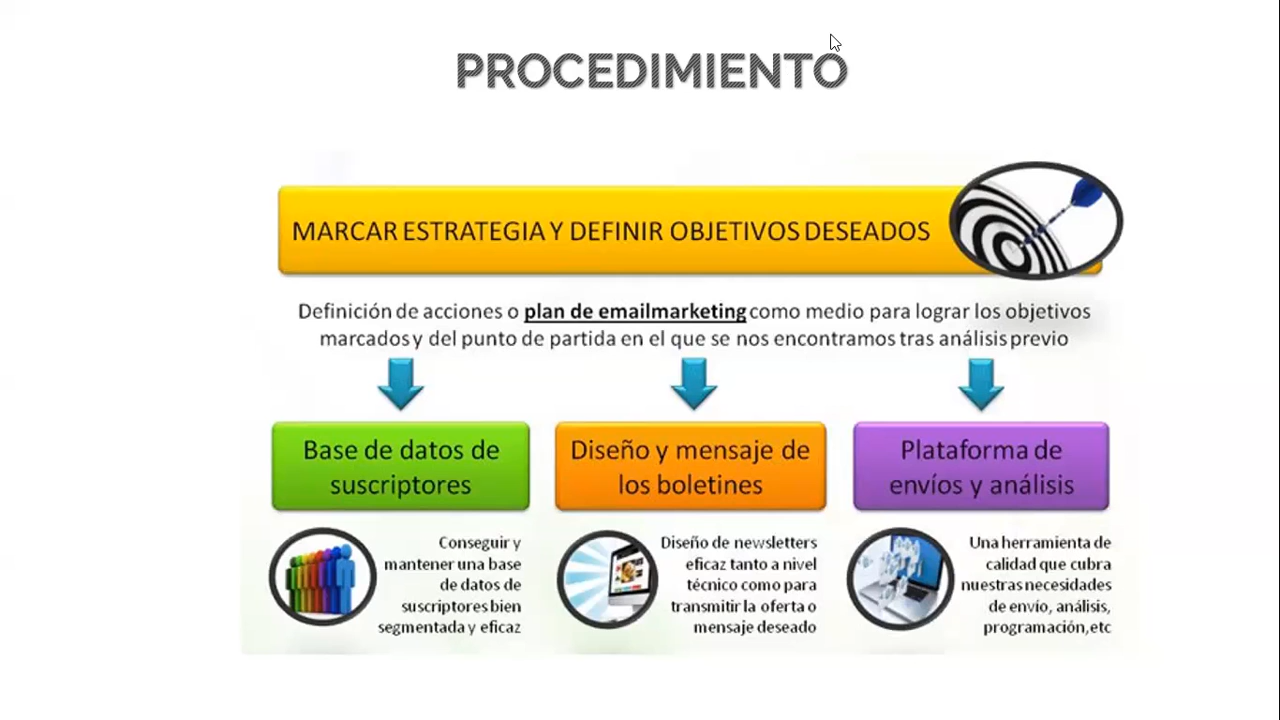 PROCEDIMIENTO
MARCAR ESTRATEGIA Y DEFINIR OBJETIVOS DESEADOS
Definición de acciones o plan de emailmarketing como medio para lograr los objetivos
marcados y del punto de partida en el que se nos encontramos tras análisis previo
Base de datos de
suscriptores
Conseguir y
mantener una base
de datos de
suscriptores bien
segmentada y eficaz
Diseño y mensaje de
los boletines
Diseño de newsletters
eficaz tanto a nivel
técnico como para
transmitir la oferta o
mensaje deseado
Plataforma de
envíos y análisis
Una herramienta de
calidad que cubra
nuestras necesidades
de envío, análisis,
programación,etc